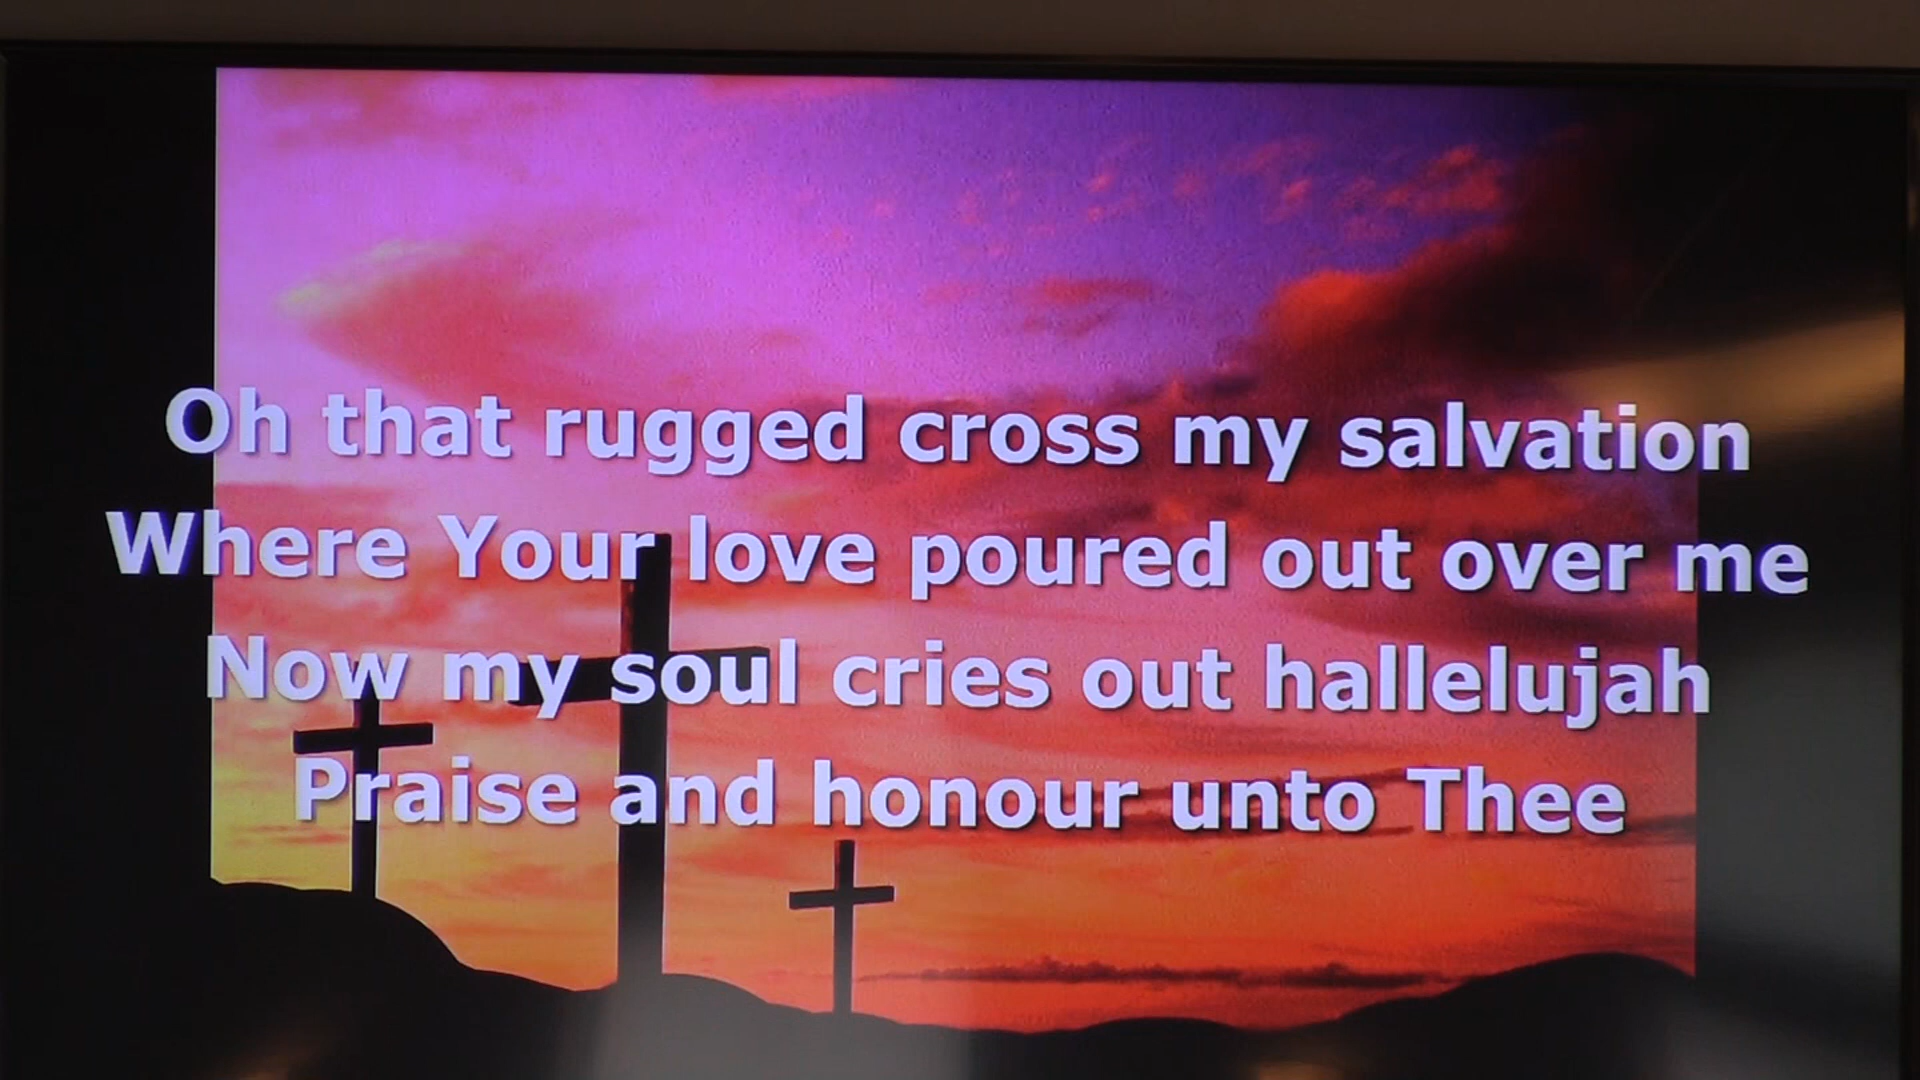 Oh that rugged cross my salvation
Where Your love poured out over me
Now my soul cries out hallelujah
Praise and honour unto Thee